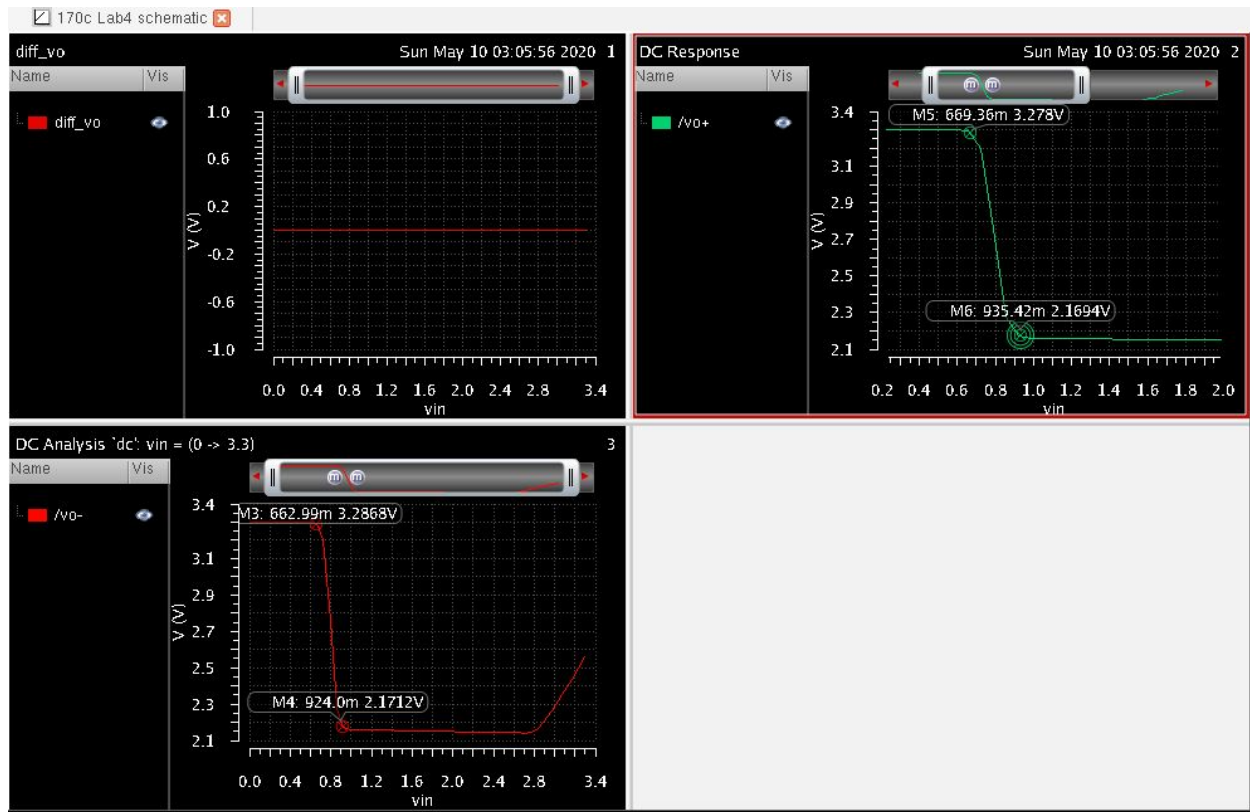 170c Lab4 schematic
diff_vo Sun May 10 03:05:56 2020 1
Name Vis
diff_vo
1.0
0.6
0.2
-0.2
-0.6
-1.0
V (V)
0.0 0.4 0.8 1.2 1.6 2.0 2.4 2.8 3.4
vin
DC Response Sun May 10 03:05:56 2020 2
Name Vis
m m
/vo+
M5: 669.36m 3.278V
3.4
3.1
2.9
2.7
2.5
2.3
2.1
V (V)
M6: 935.42m 2.1694V
0.2 0.4 0.6 0.8 1.0 1.2 1.4 1.6 1.8 2.0
vin
DC Analysis `dc': vin = (0 -> 3.3) 3
Name Vis
m m
/vo-
M3: 662.99m 3.2868V
3.4
3.1
2.9
2.7
2.5
2.3
2.1
V (V)
M4: 924.0m 2.1712V
0.0 0.4 0.8 1.2 1.6 2.0 2.4 2.8 3.4
vin